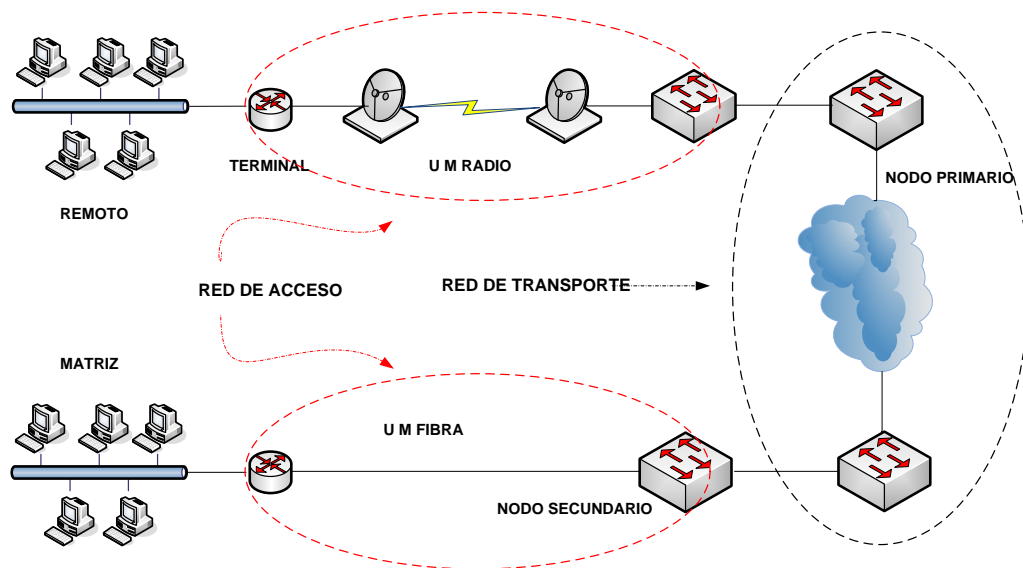 TERMINAL
U M RADIO
NODO PRIMARIO
REMOTO
RED DE ACCESO
RED DE TRANSPORTE
MATRIZ
U M FIBRA
NODO SECUNDARIO